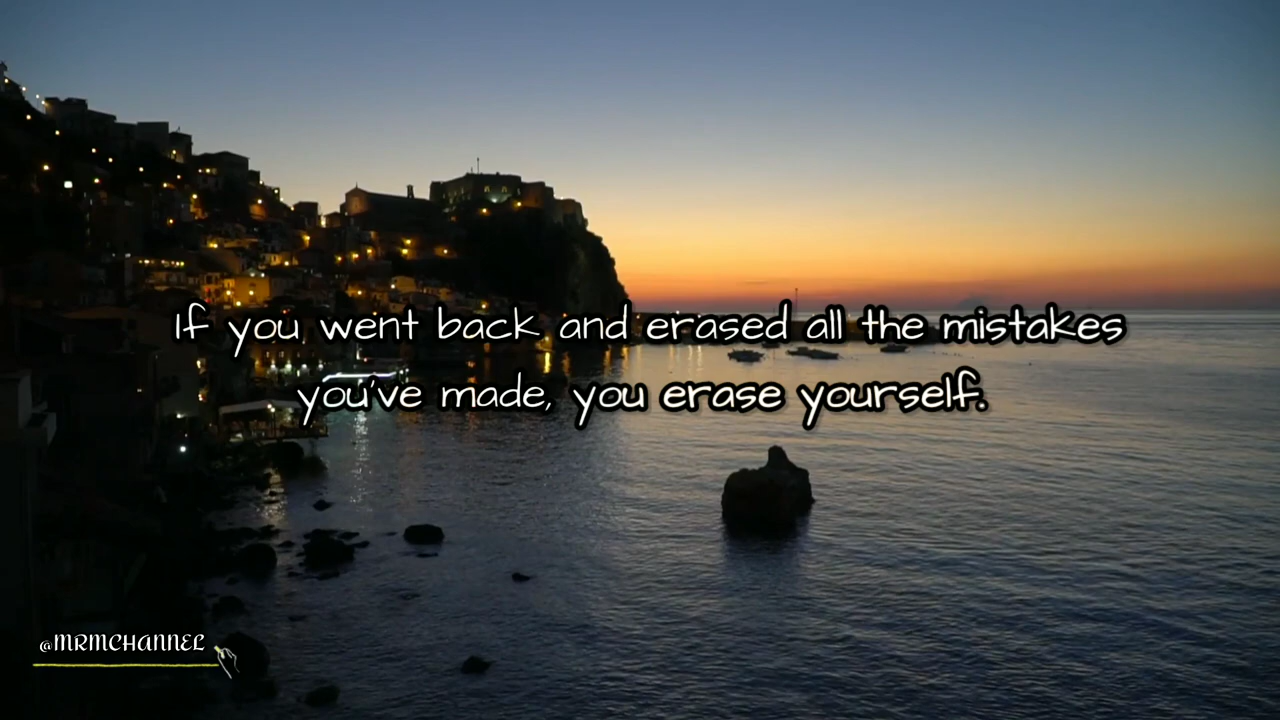 If you went back and erased all the mistakes
you've made, you erase yourself.
@MRMCHANNEL